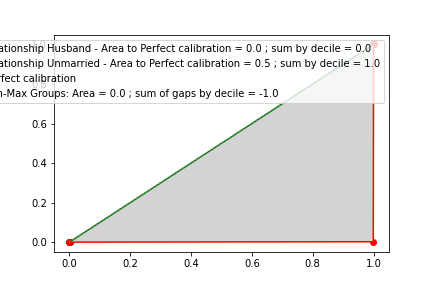 ationship Husband - Area to Perfect calibration = 0.0 ; sum by decile = 0.0
ationship Unmarried - Area to Perfect calibration = 0.5 ; sum by decile = 1.0
rfect calibration
n-Max Groups: Area = 0.0 ; sum of gaps by decile = -1.0
1.0
0.8
0.6
0.4
0.2
0.0
0.0 0.2 0.4 0.6 0.8 1.0